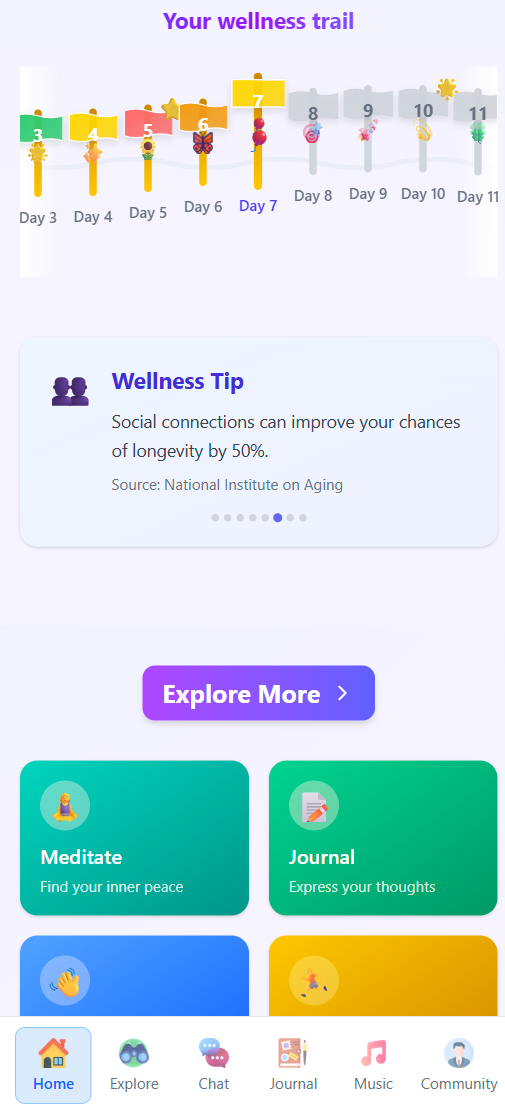 Your wellness trail
3
4
5
6
7
8
9
10
11
Day 3
Day 4
Day 5
Day 6
Day 7
Day 8
Day 9
Day 10
Day 11
Wellness Tip
Social connections can improve your chances
of longevity by 50%.
Source: National Institute on Aging
Explore More
Meditate
Find your inner peace
Journal
Express your thoughts
Home
Explore
Chat
Journal
Music
Community